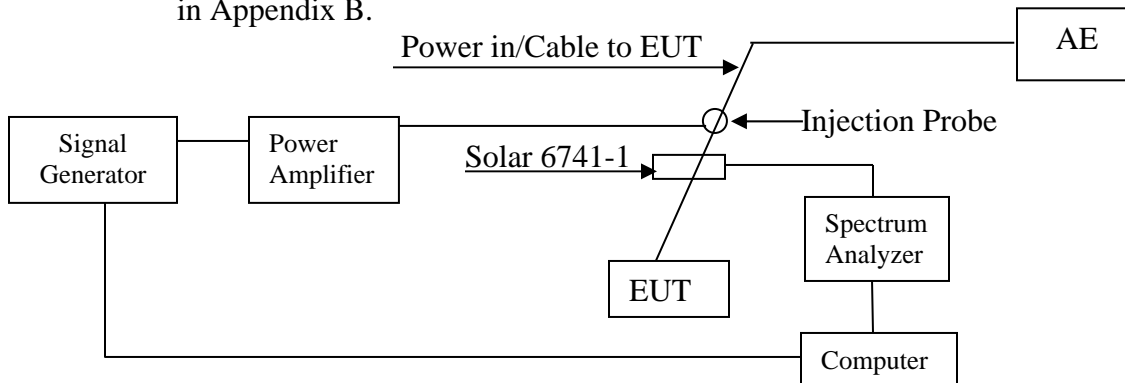 in Appendix B.
AE
Power in/Cable to EUT
Injection Probe
Signal
Generator
Power
Amplifier
Solar 6741-1
Spectrum
Analyzer
EUT
Computer